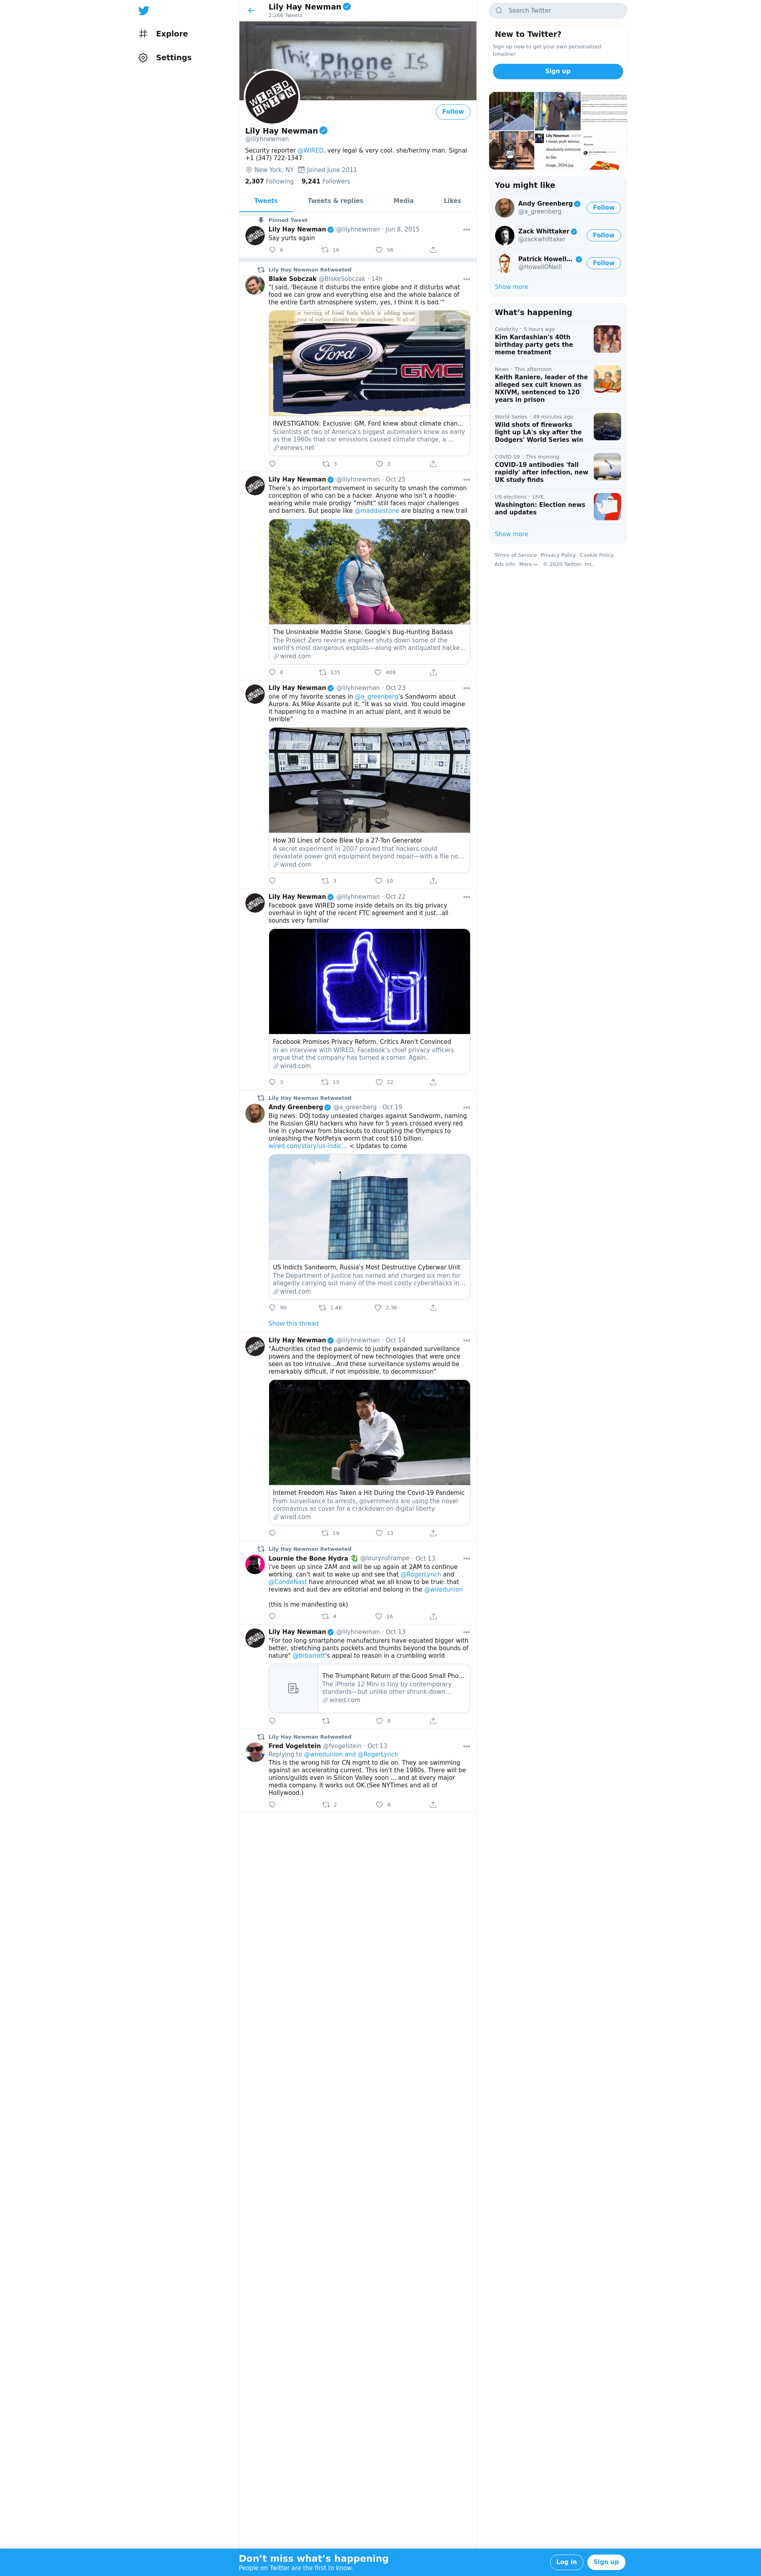 Explore
Settings
Lily Hay Newman
2,266 Tweets
This Phone Is
TAPPED
WIRED
UNION
Follow
Lily Hay Newman
@lilyhnewman
Security reporter @WIRED, very legal & very cool. she/her/my man. Signal
+1 (347) 722-1347
New York, NY Joined June 2011
2,307 Following 9,241 Followers
Tweets Tweets & replies Media Likes
Pinned Tweet
Lily Hay Newman @lilyhnewman · Jun 8, 2015
Say yurts again
6 16 56
Lily Hay Newman Retweeted
Blake Sobczak @BlakeSobczak · 14h
"I said, 'Because it disturbs the entire globe and it disturbs what
food we can grow and everything else and the whole balance of
the entire Earth atmosphere system, yes, I think it is bad.'"
Ford
GMC
INVESTIGATION: Exclusive: GM, Ford knew about climate chan...
Scientists at two of America's biggest automakers knew as early
as the 1960s that car emissions caused climate change, a ...
eenews.net
3 2
Lily Hay Newman @lilyhnewman · Oct 25
There's an important movement in security to smash the common
conception of who can be a hacker. Anyone who isn't a hoodie-
wearing white male prodigy "misfit" still faces major challenges
and barriers. But people like @maddiestone are blazing a new trail
The Unsinkable Maddie Stone, Google's Bug-Hunting Badass
The Project Zero reverse engineer shuts down some of the
world's most dangerous exploits—along with antiquated hacke...
wired.com
8 135 409
Lily Hay Newman @lilyhnewman · Oct 23
one of my favorite scenes in @a_greenberg's Sandworm about
Aurora. As Mike Assante put it, "It was so vivid. You could imagine
it happening to a machine in an actual plant, and it would be
terrible"
How 30 Lines of Code Blew Up a 27-Ton Generator
A secret experiment in 2007 proved that hackers could
devastate power grid equipment beyond repair—with a file no...
wired.com
3 10
Lily Hay Newman @lilyhnewman · Oct 22
Facebook gave WIRED some inside details on its big privacy
overhaul in light of the recent FTC agreement and it just...all
sounds very familiar
Facebook Promises Privacy Reform. Critics Aren't Convinced
In an interview with WIRED, Facebook's chief privacy officers
argue that the company has turned a corner. Again.
wired.com
3 13 22
Lily Hay Newman Retweeted
Andy Greenberg @a_greenberg · Oct 19
Big news: DOJ today unsealed charges against Sandworm, naming
the Russian GRU hackers who have for 5 years crossed every red
line in cyberwar from blackouts to disrupting the Olympics to
unleashing the NotPetya worm that cost $10 billion.
wired.com/story/us-indic... < Updates to come
US Indicts Sandworm, Russia's Most Destructive Cyberwar Unit
The Department of Justice has named and charged six men for
allegedly carrying out many of the most costly cyberattacks in...
wired.com
90 1.4K 2.3K
Show this thread
Lily Hay Newman @lilyhnewman · Oct 14
"Authorities cited the pandemic to justify expanded surveillance
powers and the deployment of new technologies that were once
seen as too intrusive...And these surveillance systems would be
remarkably difficult, if not impossible, to decommission"
Internet Freedom Has Taken a Hit During the Covid-19 Pandemic
From surveillance to arrests, governments are using the novel
coronavirus as cover for a crackdown on digital liberty.
wired.com
19 13
Lily Hay Newman Retweeted
Lournie the Bone Hydra @lourynstrampe · Oct 13
i've been up since 2AM and will be up again at 2AM to continue
working. can't wait to wake up and see that @RogerLynch and
@CondeNast have announced what we all know to be true: that
reviews and aud dev are editorial and belong in the @wiredunion
(this is me manifesting ok)
4 16
Lily Hay Newman @lilyhnewman · Oct 13
"For too long smartphone manufacturers have equated bigger with
better, stretching pants pockets and thumbs beyond the bounds of
nature" @brbarrett's appeal to reason in a crumbling world
The Triumphant Return of the Good Small Pho...
The iPhone 12 Mini is tiny by contemporary
standards—but unlike other shrunk-down ...
wired.com
8
Lily Hay Newman Retweeted
Fred Vogelstein @fvogelstein · Oct 13
Replying to @wiredunion and @RogerLynch
This is the wrong hill for CN mgmt to die on. They are swimming
against an accelerating current. This isn't the 1980s. There will be
unions/guilds even in Silicon Valley soon ... and at every major
media company. It works out OK.(See NYTimes and all of
Hollywood.)
2 8
Search Twitter
New to Twitter?
Sign up now to get your own personalized
timeline!
Sign up
Lily Newman
I mean yeah femme
absolutely everyone
to file
image_2034.jpg
You might like
Andy Greenberg
@a_greenberg
Follow
Zack Whittaker
@zackwhittaker
Follow
Patrick Howell...
@HowellONeill
Follow
Show more
What's happening
Celebrity · 5 hours ago
Kim Kardashian's 40th
birthday party gets the
meme treatment
News · This afternoon
Keith Raniere, leader of the
alleged sex cult known as
NXIVM, sentenced to 120
years in prison
World Series · 49 minutes ago
Wild shots of fireworks
light up LA's sky after the
Dodgers' World Series win
COVID-19 · This morning
COVID-19 antibodies 'fall
rapidly' after infection, new
UK study finds
US elections · LIVE
Washington: Election news
and updates
Show more
Terms of Service Privacy Policy Cookie Policy
Ads info More © 2020 Twitter, Inc.
Don't miss what's happening
People on Twitter are the first to know.
Log in
Sign up